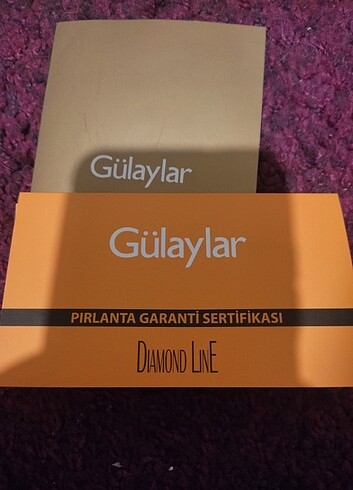 Gülaylar
Gülaylar
PIRLANTA GARANTİ SERTİFİKASI
DIAMOND LINE